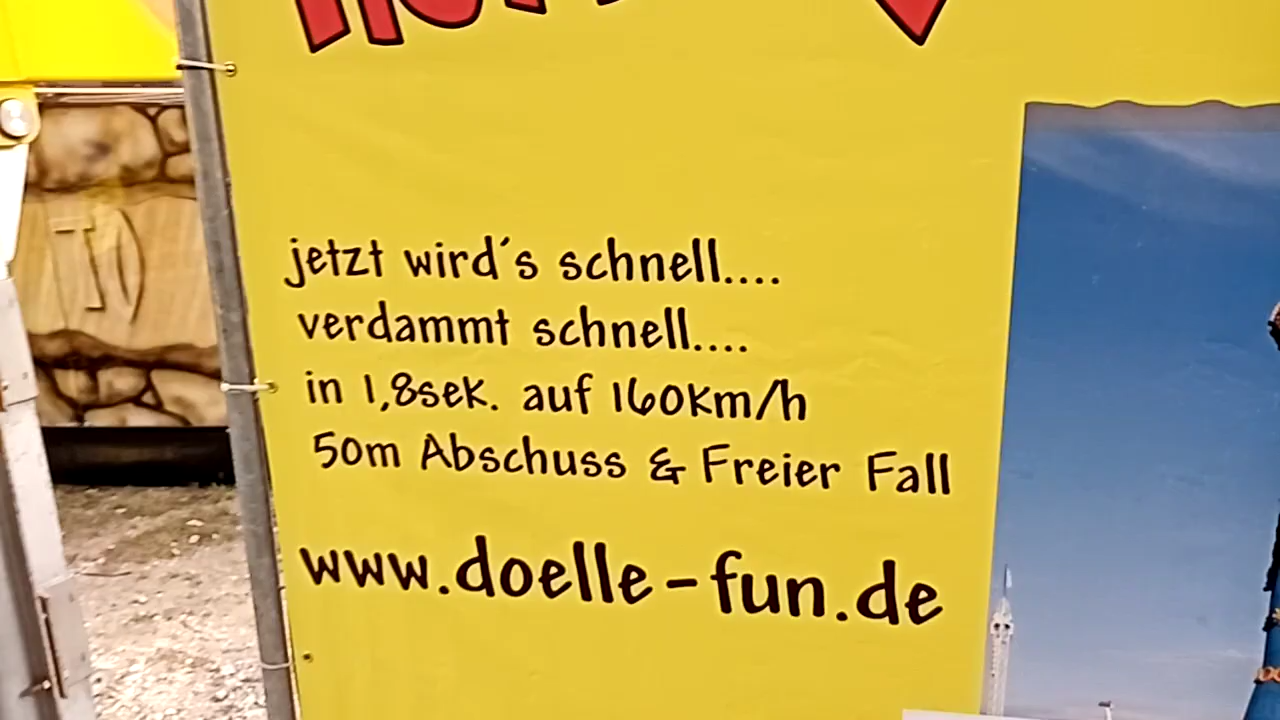 jetzt wird´s schnell....
verdammt schnell....
in 1,8sek. auf 160km/h
50m Abschuss & Freier Fall
www.doelle-fun.de